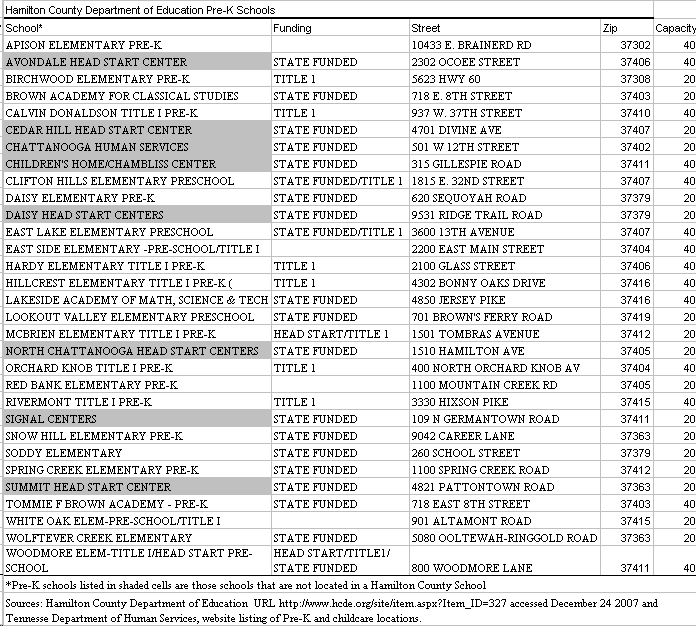 Hamilton County Department of Education Pre-K Schools
School* Funding Street Zip Capacity
APISON ELEMENTARY PRE-K 10433 E. BRAINERD RD 37302 40
AVONDALE HEAD START CENTER STATE FUNDED 2302 OCOEE STREET 37406 40
BIRCHWOOD ELEMENTARY PRE-K TITLE 1 5623 HWY 60 37308 20
BROWN ACADEMY FOR CLASSICAL STUDIES STATE FUNDED 718 E. 8TH STREET 37403 20
CALVIN DONALDSON TITLE I PRE-K TITLE 1 937 W. 37TH STREET 37410 40
CEDAR HILL HEAD START CENTER STATE FUNDED 4701 DIVINE AVE 37407 20
CHATTANOOGA HUMAN SERVICES STATE FUNDED 501 W 12TH STREET 37402 20
CHILDREN'S HOME/CHAMBLISS CENTER STATE FUNDED 315 GILLESPIE ROAD 37411 40
CLIFTON HILLS ELEMENTARY PRESCHOOL STATE FUNDED/TITLE 1 1815 E. 32ND STREET 37407 40
DAISY ELEMENTARY PRE-K STATE FUNDED 620 SEQUOYAH ROAD 37379 20
DAISY HEAD START CENTERS STATE FUNDED 9531 RIDGE TRAIL ROAD 37379 20
EAST LAKE ELEMENTARY PRESCHOOL STATE FUNDED/TITLE 1 3600 13TH AVENUE 37407 40
EAST SIDE ELEMENTARY -PRE-SCHOOL/TITLE I 2200 EAST MAIN STREET 37404 40
HARDY ELEMENTARY TITLE I PRE-K TITLE 1 2100 GLASS STREET 37406 40
HILLCREST ELEMENTARY TITLE I PRE-K ( TITLE 1 4302 BONNY OAKS DRIVE 37416 40
LAKESIDE ACADEMY OF MATH, SCIENCE & TECH STATE FUNDED 4850 JERSEY PIKE 37416 40
LOOKOUT VALLEY ELEMENTARY PRESCHOOL STATE FUNDED 701 BROWN'S FERRY ROAD 37419 20
MCBRIEN ELEMENTARY TITLE I PRE-K HEAD START/TITLE 1 1501 TOMBRAS AVENUE 37412 40
NORTH CHATTANOOGA HEAD START CENTERS STATE FUNDED 1510 HAMILTON AVE 37405 20
ORCHARD KNOB TITLE I PRE-K TITLE 1 400 NORTH ORCHARD KNOB AV 37404 40
RED BANK ELEMENTARY PRE-K 1100 MOUNTAIN CREEK RD 37405 20
RIVERMONT TITLE I PRE-K TITLE 1 3330 HIXSON PIKE 37415 40
SIGNAL CENTERS STATE FUNDED 109 N GERMANTOWN ROAD 37411 20
SNOW HILL ELEMENTARY PRE-K STATE FUNDED 9042 CAREER LANE 37363 20
SODDY ELEMENTARY STATE FUNDED 260 SCHOOL STREET 37379 20
SPRING CREEK ELEMENTARY PRE-K STATE FUNDED 1100 SPRING CREEK ROAD 37412 20
SUMMIT HEAD START CENTER STATE FUNDED 4821 PATTONTOWN ROAD 37363 20
TOMMIE F BROWN ACADEMY - PRE-K STATE FUNDED 718 EAST 8TH STREET 37403 40
WHITE OAK ELEM-PRE-SCHOOL/TITLE I 901 ALTAMONT ROAD 37415 20
WOLFTEVER CREEK ELEMENTARY STATE FUNDED 5080 OOLTEWAH-RINGGOLD ROAD 37363 20
WOODMORE ELEM-TITLE I/HEAD START PRE- HEAD START/TITLE1/
SCHOOL STATE FUNDED 800 WOODMORE LANE 37411 40
*Pre-K schools listed in shaded cells are those schools that are not located in a Hamilton County School
Sources: Hamilton County Department of Education URL http://www.hcde.org/site/item.aspx?Item_ID=327 accessed December 24 2007 and
Tennesse Department of Human Services, website listing of Pre-K and childcare locations.